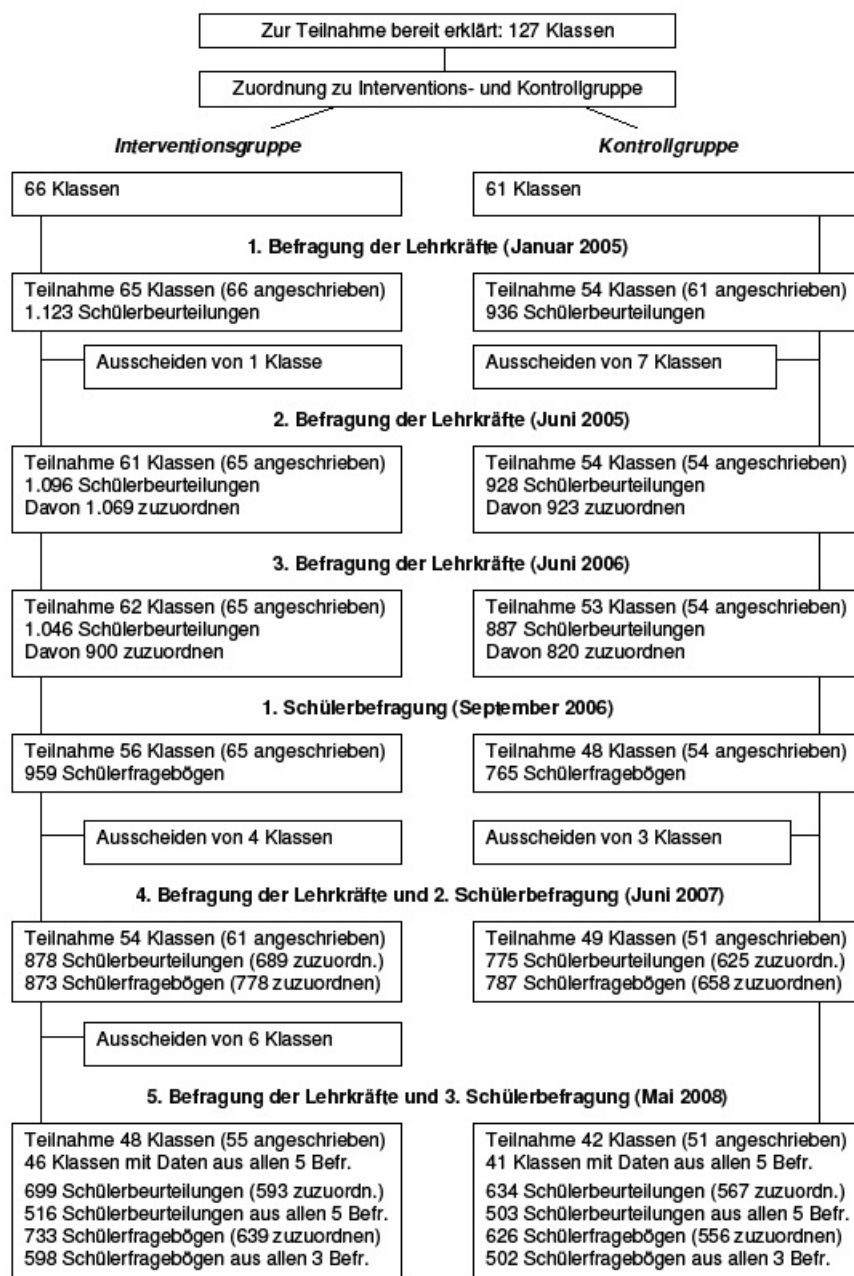 Zur Teilnahme bereit erklärt: 127 Klassen
Zuordnung zu Interventions- und Kontrollgruppe
Interventionsgruppe
Kontrollgruppe
66 Klassen
61 Klassen
1. Befragung der Lehrkräfte (Januar 2005)
Teilnahme 65 Klassen (66 angeschrieben)
1.123 Schülerbeurteilungen
Teilnahme 54 Klassen (61 angeschrieben)
936 Schülerbeurteilungen
Ausscheiden von 1 Klasse
Ausscheiden von 7 Klassen
2. Befragung der Lehrkräfte (Juni 2005)
Teilnahme 61 Klassen (65 angeschrieben)
1.096 Schülerbeurteilungen
Davon 1.069 zuzuordnen
Teilnahme 54 Klassen (54 angeschrieben)
928 Schülerbeurteilungen
Davon 923 zuzuordnen
3. Befragung der Lehrkräfte (Juni 2006)
Teilnahme 62 Klassen (65 angeschrieben)
1.046 Schülerbeurteilungen
Davon 900 zuzuordnen
Teilnahme 53 Klassen (54 angeschrieben)
887 Schülerbeurteilungen
Davon 820 zuzuordnen
1. Schülerbefragung (September 2006)
Teilnahme 56 Klassen (65 angeschrieben)
959 Schülerfragebögen
Teilnahme 48 Klassen (54 angeschrieben)
765 Schülerfragebögen
Ausscheiden von 4 Klassen
Ausscheiden von 3 Klassen
4. Befragung der Lehrkräfte und 2. Schülerbefragung (Juni 2007)
Teilnahme 54 Klassen (61 angeschrieben)
878 Schülerbeurteilungen (689 zuzuordn.)
873 Schülerfragebögen (778 zuzuordnen)
Teilnahme 49 Klassen (51 angeschrieben)
775 Schülerbeurteilungen (625 zuzuordn.)
787 Schülerfragebögen (658 zuzuordnen)
Ausscheiden von 6 Klassen
5. Befragung der Lehrkräfte und 3. Schülerbefragung (Mai 2008)
Teilnahme 48 Klassen (55 angeschrieben)
46 Klassen mit Daten aus allen 5 Befr.
699 Schülerbeurteilungen (593 zuzuordn.)
516 Schülerbeurteilungen aus allen 5 Befr.
733 Schülerfragebögen (639 zuzuordnen)
598 Schülerfragebögen aus allen 3 Befr.
Teilnahme 42 Klassen (51 angeschrieben)
41 Klassen mit Daten aus allen 5 Befr.
634 Schülerbeurteilungen (567 zuzuordn.)
503 Schülerbeurteilungen aus allen 5 Befr.
626 Schülerfragebögen (556 zuzuordnen)
502 Schülerfragebögen aus allen 3 Befr.